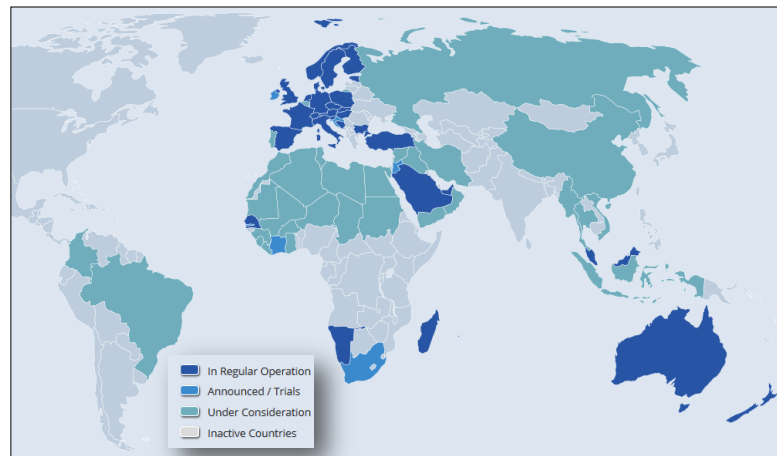 In Regular Operation
Announced / Trials
Under Consideration
Inactive Countries